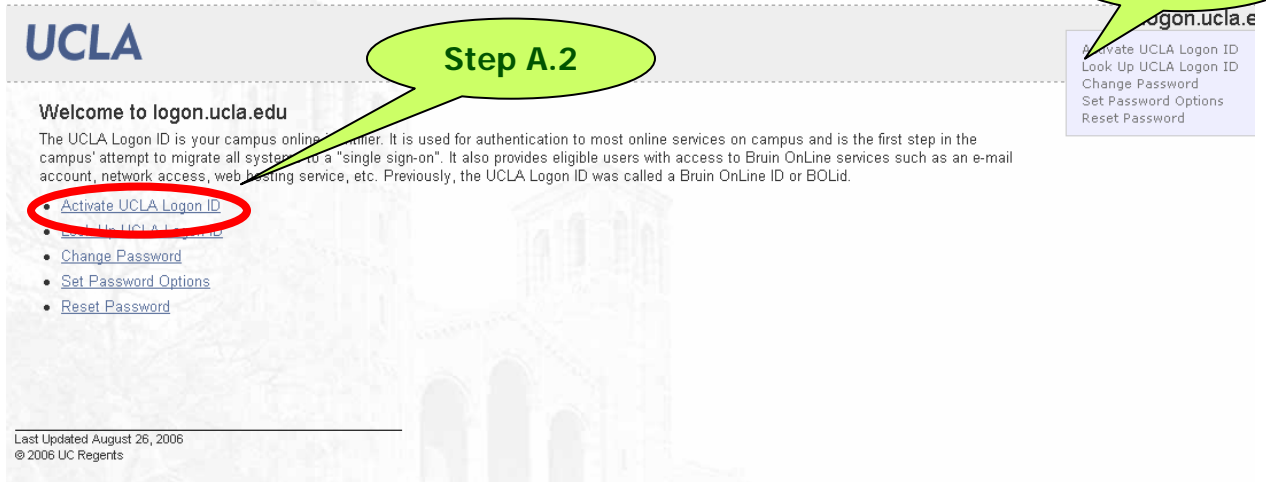 UCLA
Step A.2
logon.ucla.e
Activate UCLA Logon ID
Look Up UCLA Logon ID
Change Password
Set Password Options
Reset Password
Welcome to logon.ucla.edu
The UCLA Logon ID is your campus online identifier. It is used for authentication to most online services on campus and is the first step in the
campus' attempt to migrate all systems to a "single sign-on". It also provides eligible users with access to Bruin OnLine services such as an e-mail
account, network access, web hosting service, etc. Previously, the UCLA Logon ID was called a Bruin OnLine ID or BOLid.
Activate UCLA Logon ID
Look Up UCLA Logon ID
Change Password
Set Password Options
Reset Password
Last Updated August 26, 2006
© 2006 UC Regents